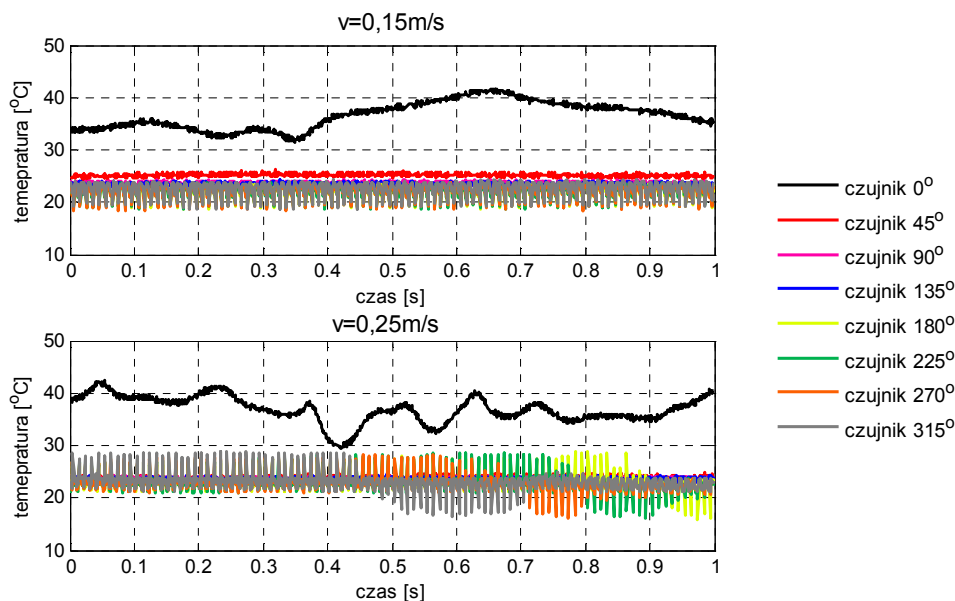 v=0,15m/s
50
40
30
20
10
temepratura [°C]
0 0.1 0.2 0.3 0.4 0.5 0.6 0.7 0.8 0.9 1
czas [s]
v=0,25m/s
50
40
30
20
10
temepratura [°C]
0 0.1 0.2 0.3 0.4 0.5 0.6 0.7 0.8 0.9 1
czas [s]
czujnik 0°
czujnik 45°
czujnik 90°
czujnik 135°
czujnik 180°
czujnik 225°
czujnik 270°
czujnik 315°